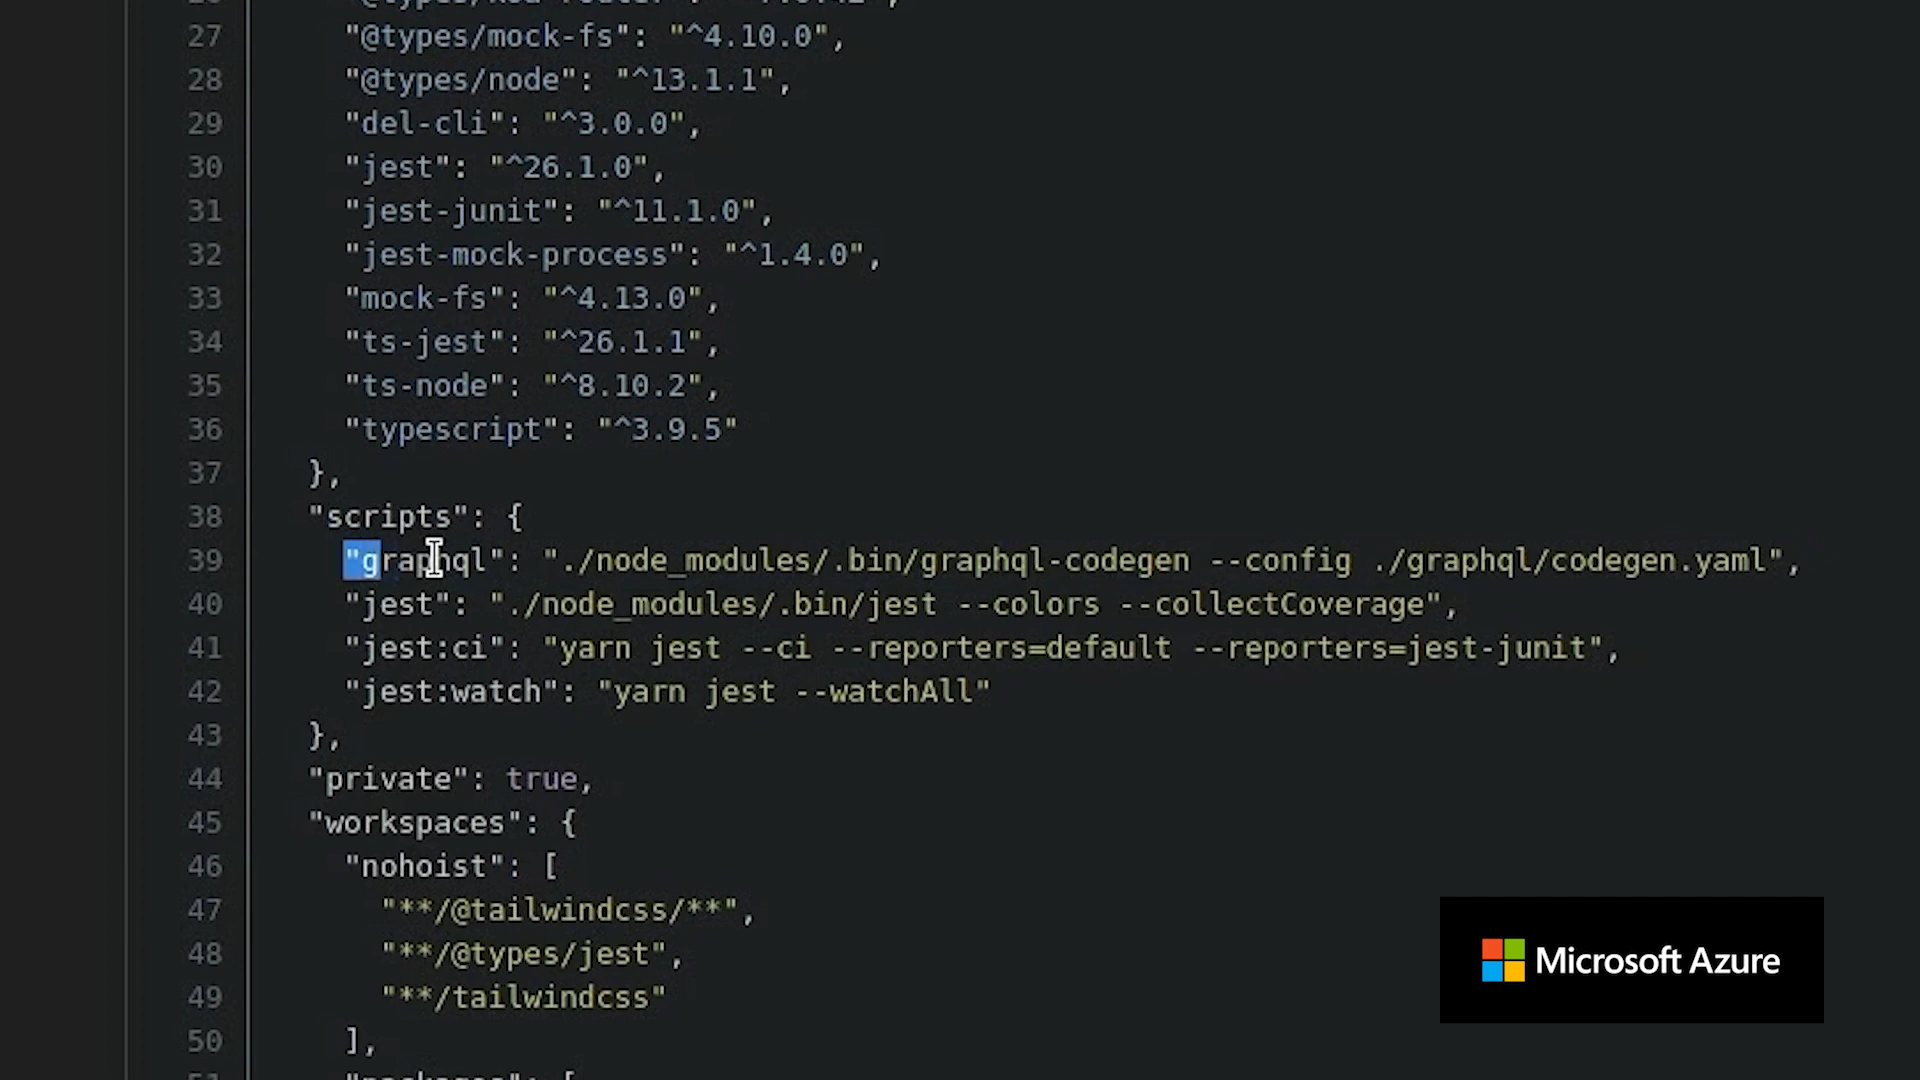 27 "@types/mock-fs": "^4.10.0",
28 "@types/node": "^13.1.1",
29 "del-cli": "^3.0.0",
30 "jest": "^26.1.0",
31 "jest-junit": "^11.1.0",
32 "jest-mock-process": "^1.4.0",
33 "mock-fs": "^4.13.0",
34 "ts-jest": "^26.1.1",
35 "ts-node": "^8.10.2",
36 "typescript": "^3.9.5"
37 },
38 "scripts": {
39 "graphql": "./node_modules/.bin/graphql-codegen --config ./graphql/codegen.yaml",
40 "jest": "./node_modules/.bin/jest --colors --collectCoverage",
41 "jest:ci": "yarn jest --ci --reporters=default --reporters=jest-junit",
42 "jest:watch": "yarn jest --watchAll"
43 },
44 "private": true,
45 "workspaces": {
46 "nohoist": [
47 "**/@tailwindcss/**",
48 "**/@types/jest",
49 "**/tailwindcss"
50 ],
Microsoft Azure